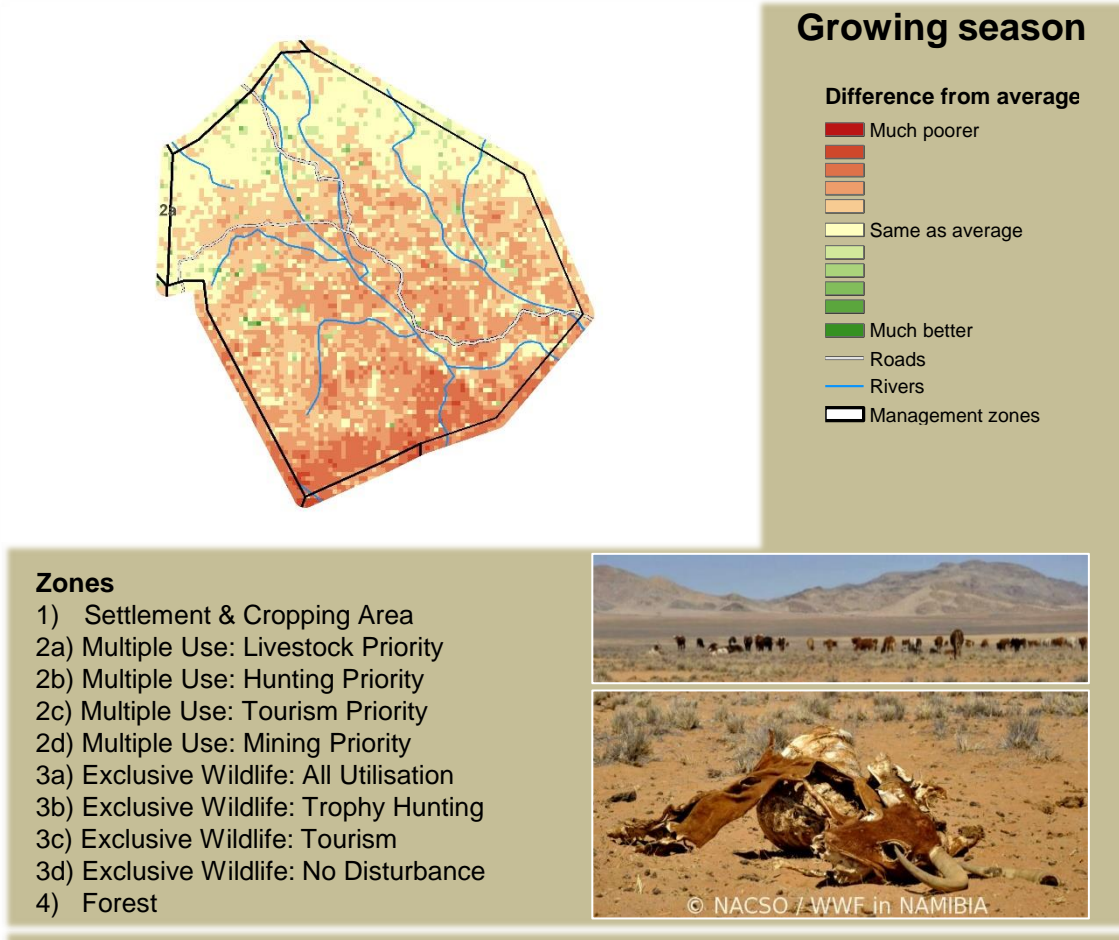 Growing season
Difference from average
Much poorer
Same as average
Much better
Roads
Rivers
Management zones
2a
Zones
1) Settlement & Cropping Area
2a) Multiple Use: Livestock Priority
2b) Multiple Use: Hunting Priority
2c) Multiple Use: Tourism Priority
2d) Multiple Use: Mining Priority
3a) Exclusive Wildlife: All Utilisation
3b) Exclusive Wildlife: Trophy Hunting
3c) Exclusive Wildlife: Tourism
3d) Exclusive Wildlife: No Disturbance
4) Forest
© NACSO / WWF in NAMIBIA